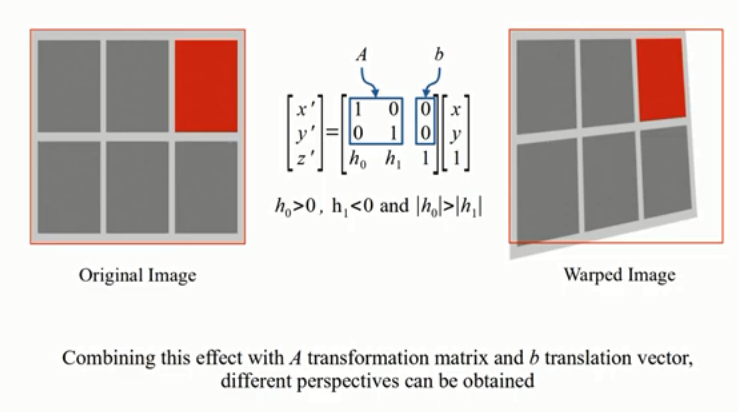 A b
[x'] [1 0 0] [x]
[y'] = [0 1 0] [y]
[z'] [h₀ h₁ 1] [1]
h₀>0 , h₁<0 and |h₀|>|h₁|
Original Image
Warped Image
Combining this effect with A transformation matrix and b translation vector,
different perspectives can be obtained